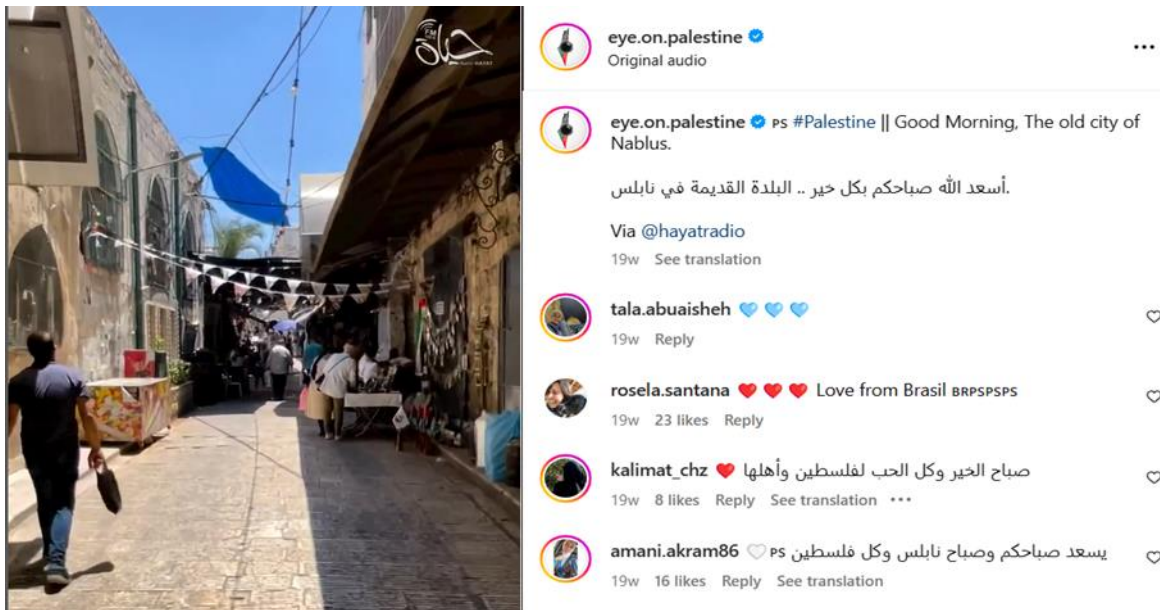 حياة
FM
eye.on.palestine
Original audio
eye.on.palestine PS #Palestine || Good Morning, The old city of
Nablus.
أسعد الله صباحكم بكل خير .. البلدة القديمة في نابلس.
Via @hayatradio
19w See translation
tala.abuaisheh 🩵 🩵 🩵
19w Reply
rosela.santana ❤️ ❤️ ❤️ Love from Brasil BRPSPSPS
19w 23 likes Reply
kalimat_chz صباح الخير وكل الحب لفلسطين وأهلها ❤️
19w 8 likes Reply See translation •••
amani.akram86 يسعد صباحكم وصباح نابلس وكل فلسطين PS 🤍
19w 16 likes Reply See translation